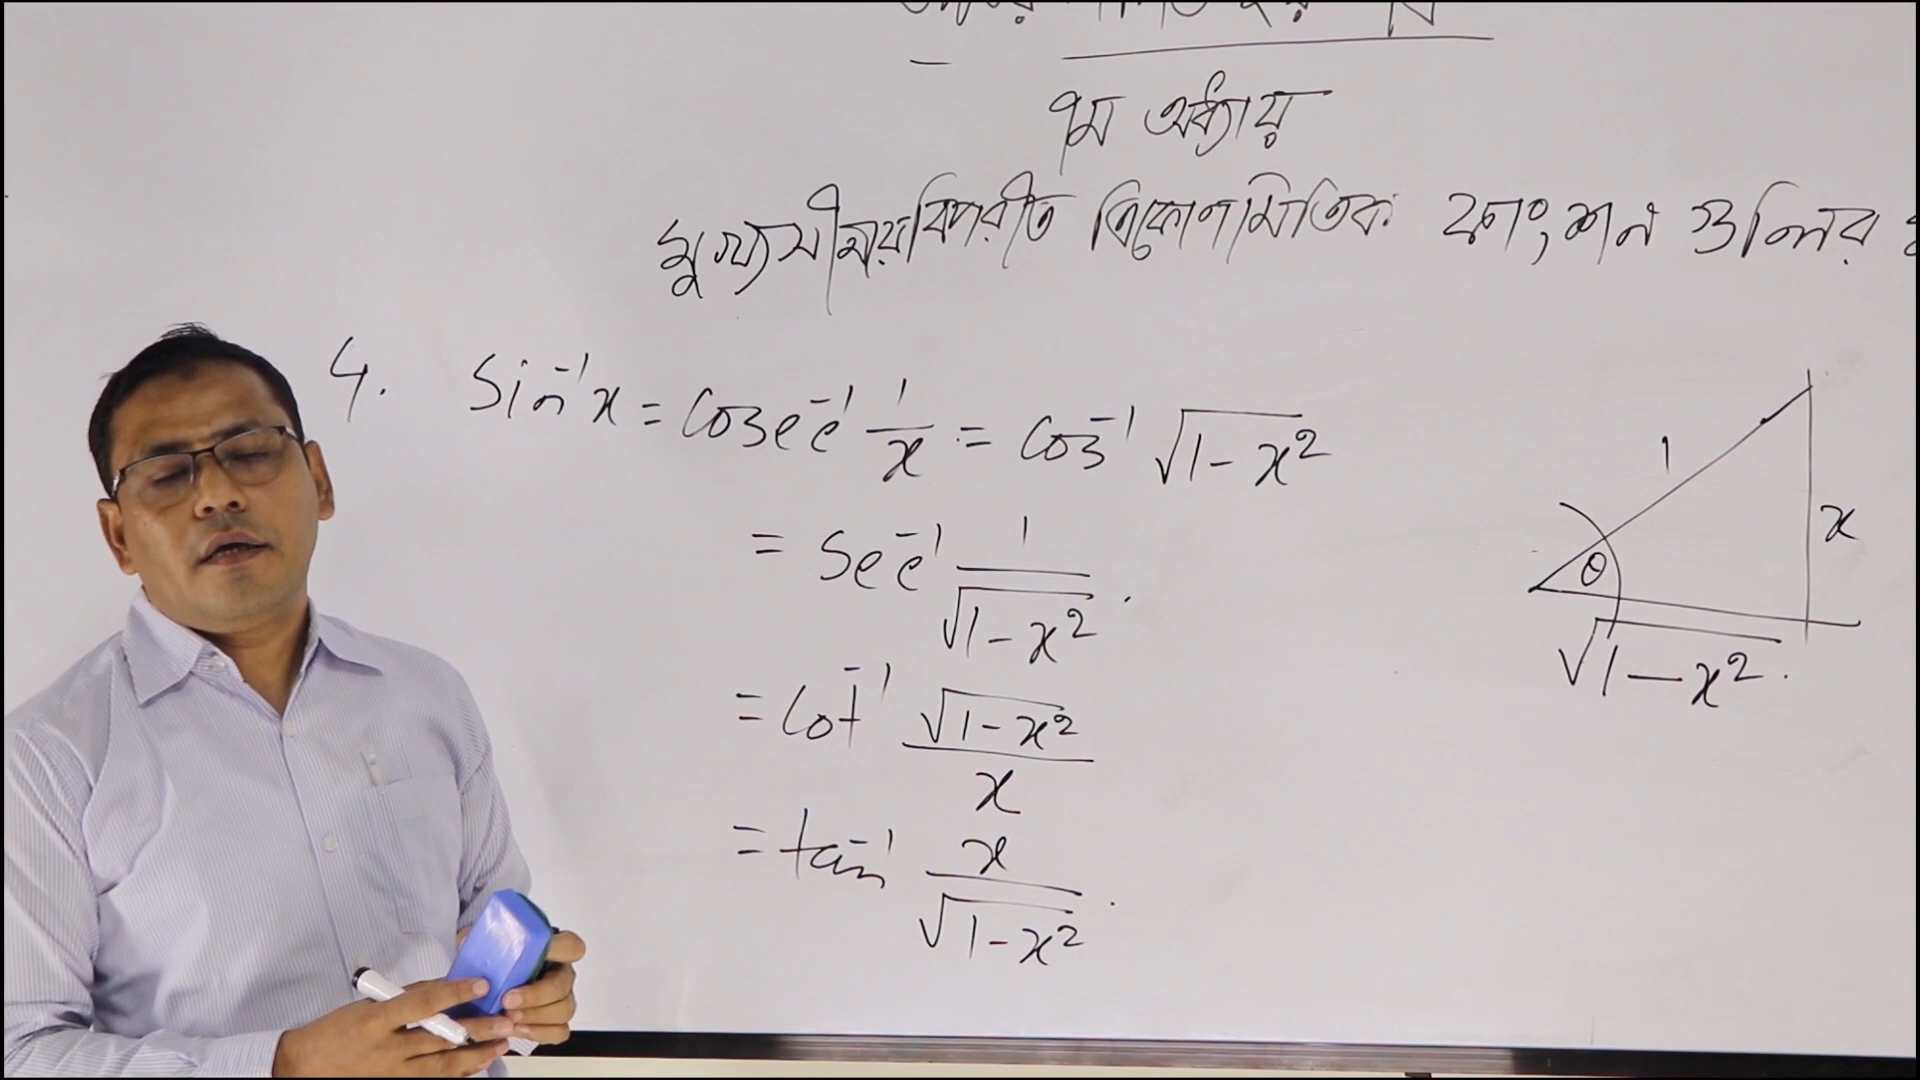 ৭ম অধ্যায়
মুখ্যসীমায় বিপরীত ত্রিকোণমিতিক ফাংশন গুলির
4. Sin⁻¹x = Cosec⁻¹ 1/x = Cos⁻¹ √(1-x²)
= Sec⁻¹ 1/√(1-x²).
= Cot⁻¹ √(1-x²)/x
= tan⁻¹ x/√(1-x²).
1
x
θ
√(1-x²).